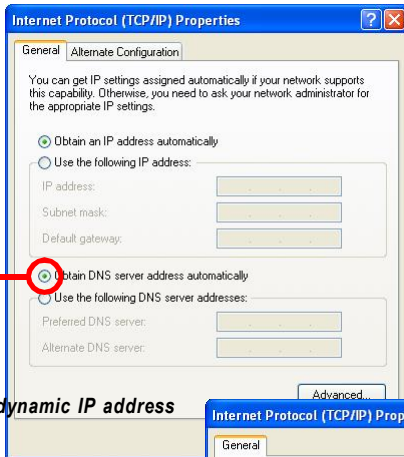 Internet Protocol (TCP/IP) Properties
General Alternate Configuration
You can get IP settings assigned automatically if your network supports
this capability. Otherwise, you need to ask your network administrator for
the appropriate IP settings.
Obtain an IP address automatically
Use the following IP address:
IP address:
Subnet mask:
Default gateway:
Obtain DNS server address automatically
Use the following DNS server addresses:
Preferred DNS server:
Alternate DNS server:
Advanced...
dynamic IP address
Internet Protocol (TCP/IP) Prop
General